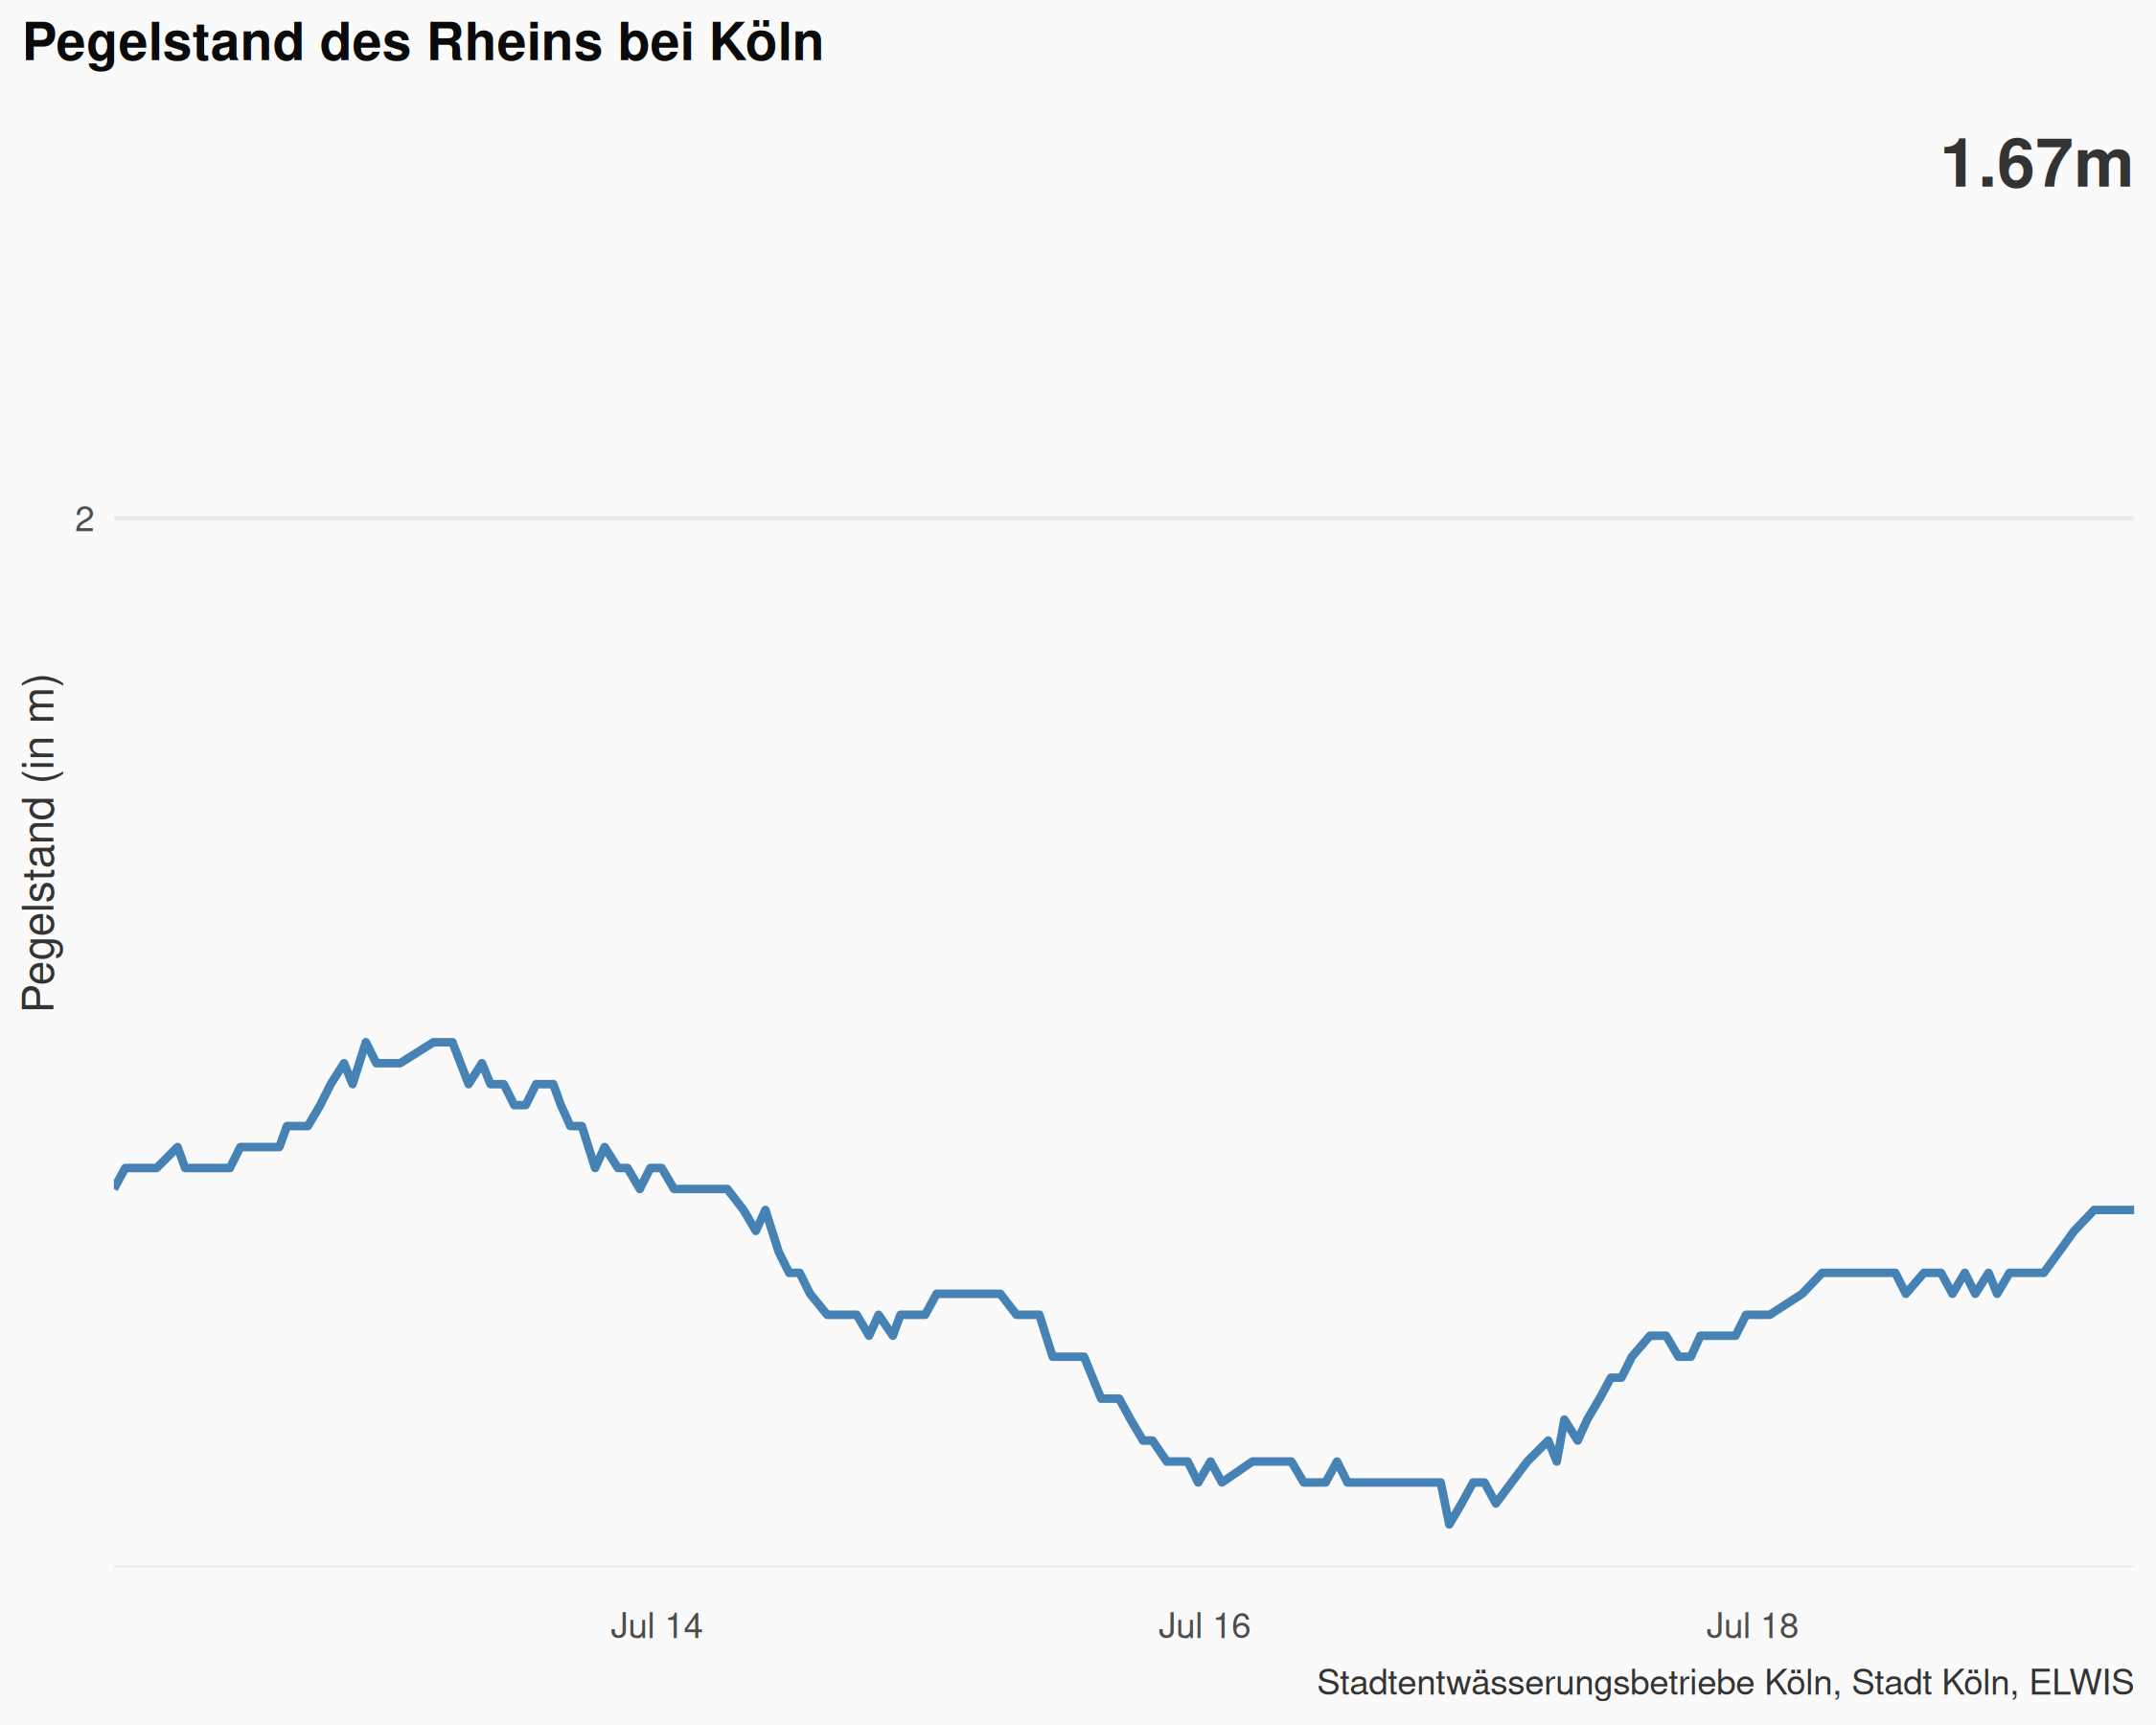 Pegelstand des Rheins bei Köln
1.67m
2
Pegelstand (in m)
Jul 14
Jul 16
Jul 18
Stadtentwässerungsbetriebe Köln, Stadt Köln, ELWIS